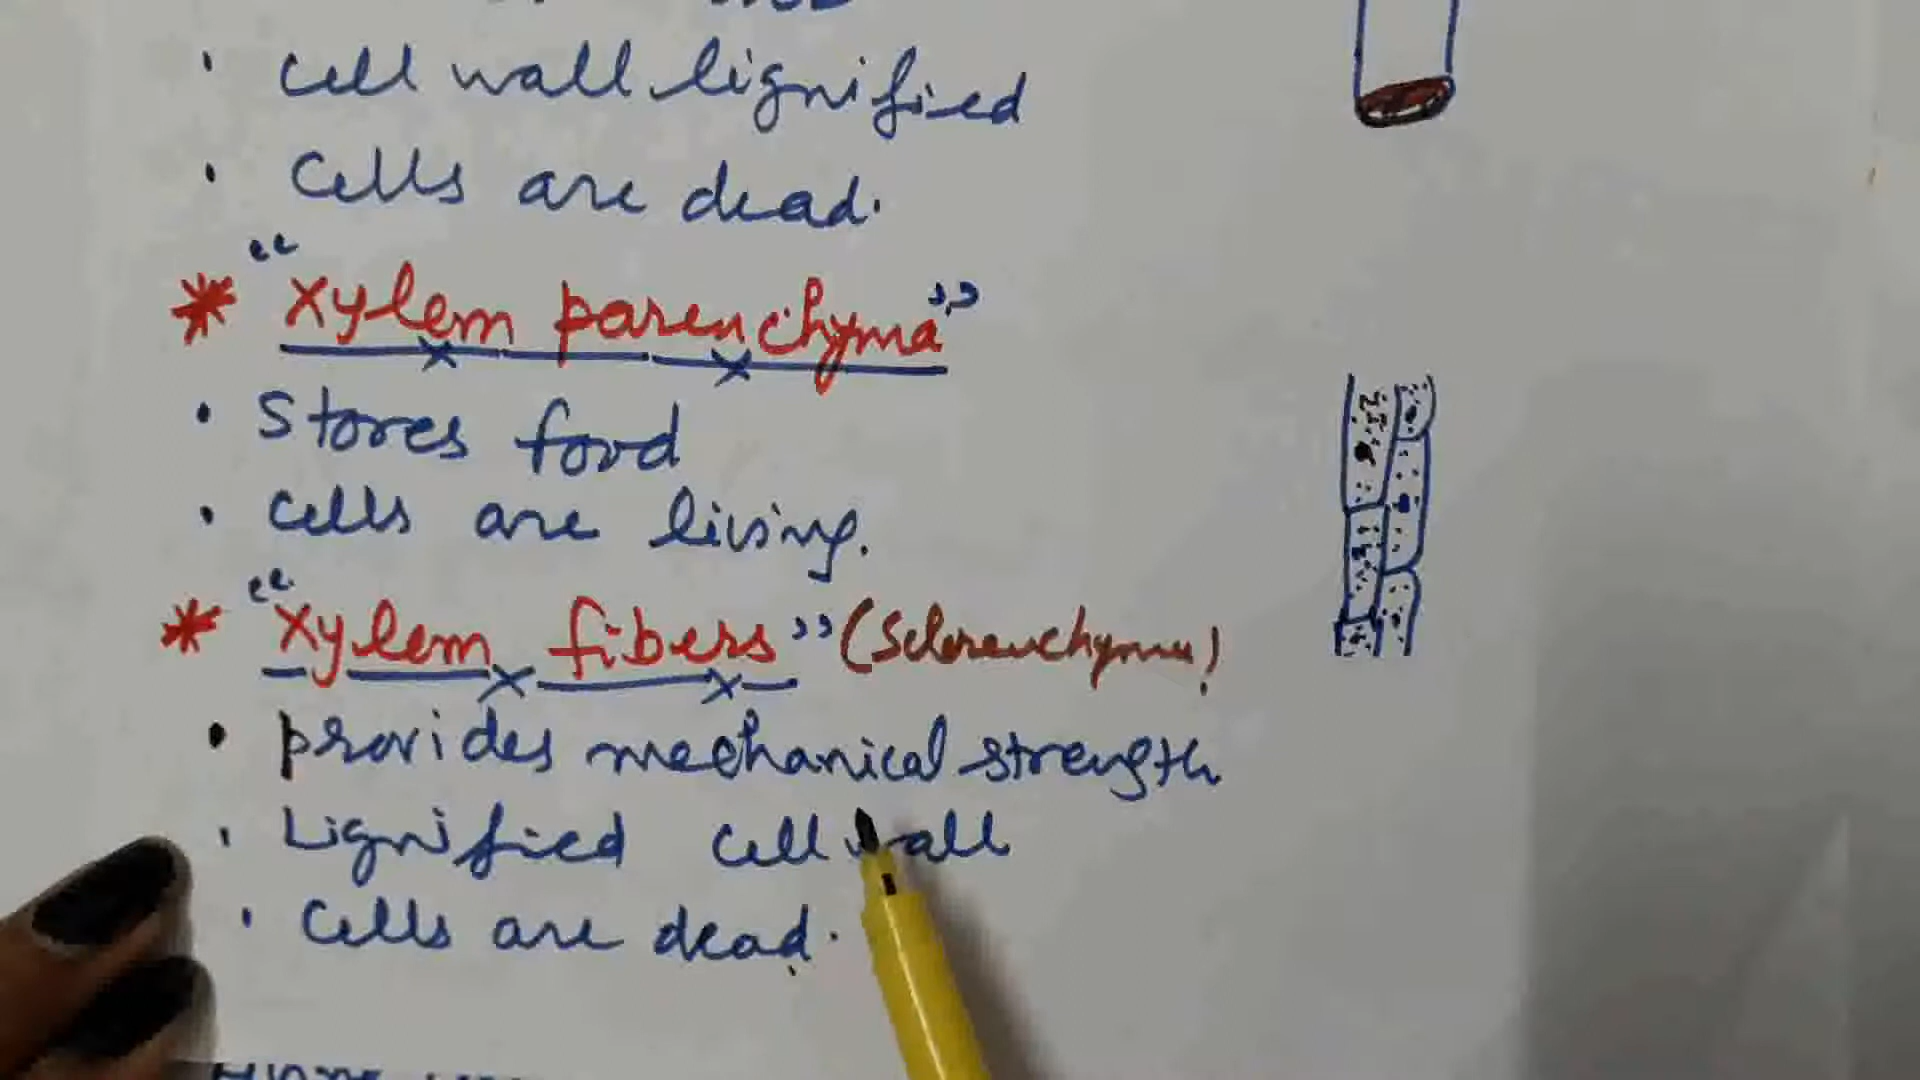 • Cell wall lignified
• Cells are dead.
* "Xylem parenchyma"
• Stores food
• Cells are living.
* "Xylem fibers" (Sclerenchyma)
• provides mechanical strength
• Lignified cell wall
• Cells are dead.